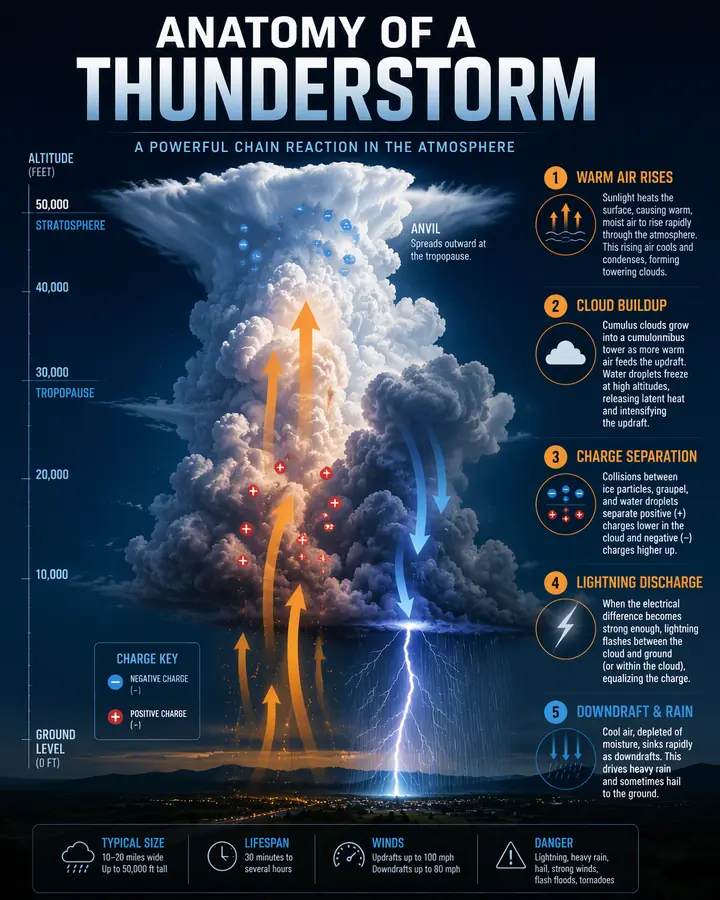 ANATOMY OF A
THUNDERSTORM
A POWERFUL CHAIN REACTION IN THE ATMOSPHERE
ALTITUDE
(FEET)
50,000
STRATOSPHERE
40,000
30,000
TROPOPAUSE
20,000
10,000
GROUND
LEVEL
(0 FT)
ANVIL
Spreads outward at
the tropopause.
CHARGE KEY
− NEGATIVE CHARGE
(−)
+ POSITIVE CHARGE
(−)
1 WARM AIR RISES
Sunlight heats the
surface, causing warm,
moist air to rise rapidly
through the atmosphere.
This rising air cools and
condenses, forming
towering clouds.
2 CLOUD BUILDUP
Cumulus clouds grow
into a cumulonnibus
tower as more warm
air feeds the updraft.
Water droplets freeze
at high altitudes,
releasing latent heat
and intensifying
the updraft.
3 CHARGE SEPARATION
Collisions between
ice particles, graupel,
and water droplets
separate positive (+)
charges lower in the
cloud and negative (−)
charges higher up.
4 LIGHTNING DISCHARGE
When the electrical
difference becomes
strong enough, lightning
flashes between the
cloud and ground
(or within the cloud),
equalizing the charge.
5 DOWNDRAFT & RAIN
Cool air, depleted of
moisture, sinks rapidly
as downdrafts. This
drives heavy rain
and sometimes hail
to the ground.
TYPICAL SIZE
10–20 miles wide
Up to 50,000 ft tall
LIFESPAN
30 minutes to
several hours
WINDS
Updrafts up to 100 mph
Downdrafts up to 80 mph
DANGER
Lightning, heavy rain,
hail, strong winds,
flash floods, tornadoes